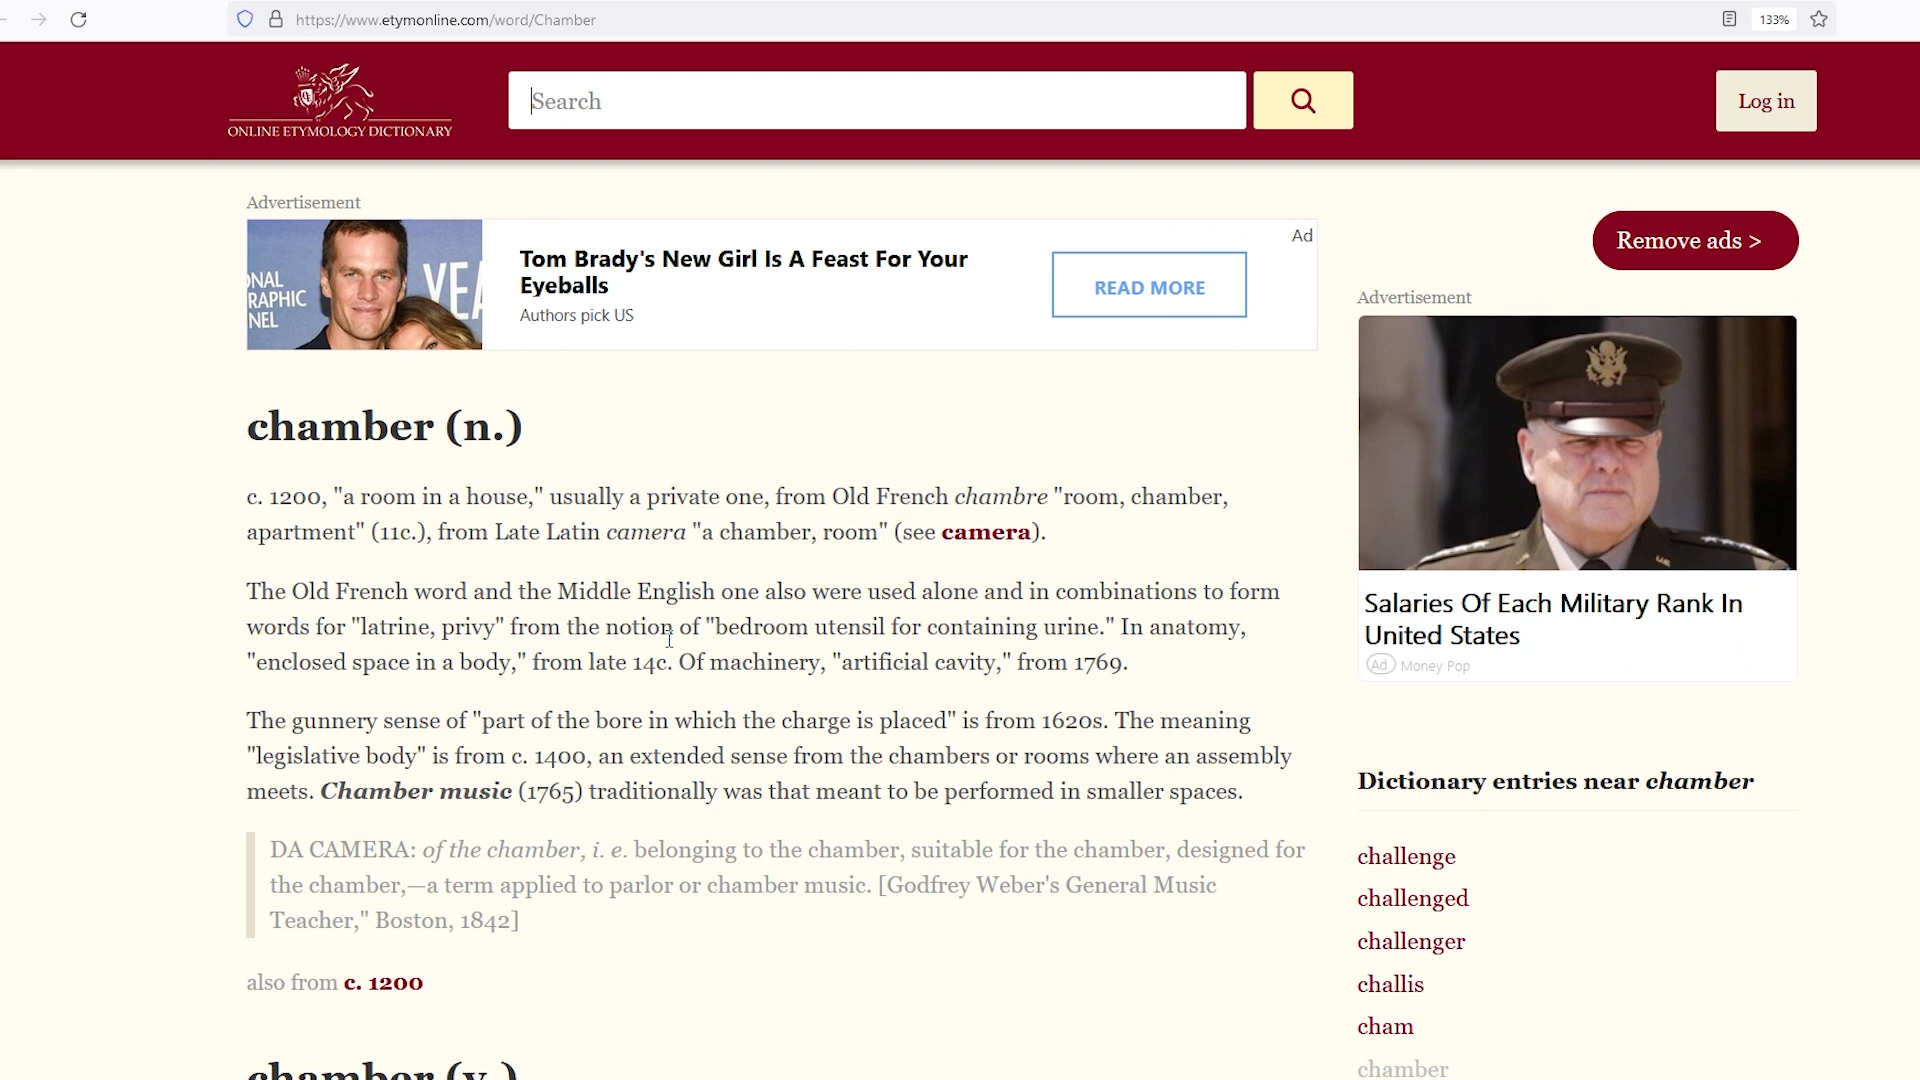 https://www.etymonline.com/word/Chamber
133%
ONLINE ETYMOLOGY DICTIONARY
Search
Log in
Advertisement
NAL
RAPHIC
NEL
YEA
Tom Brady's New Girl Is A Feast For Your
Eyeballs
Authors pick US
READ MORE
Ad
Remove ads >
Advertisement
Salaries Of Each Military Rank In
United States
Ad Money Pop
chamber (n.)
c. 1200, "a room in a house," usually a private one, from Old French chambre "room, chamber,
apartment" (11c.), from Late Latin camera "a chamber, room" (see camera).
The Old French word and the Middle English one also were used alone and in combinations to form
words for "latrine, privy" from the notion of "bedroom utensil for containing urine." In anatomy,
"enclosed space in a body," from late 14c. Of machinery, "artificial cavity," from 1769.
The gunnery sense of "part of the bore in which the charge is placed" is from 1620s. The meaning
"legislative body" is from c. 1400, an extended sense from the chambers or rooms where an assembly
meets. Chamber music (1765) traditionally was that meant to be performed in smaller spaces.
DA CAMERA: of the chamber, i. e. belonging to the chamber, suitable for the chamber, designed for
the chamber,—a term applied to parlor or chamber music. [Godfrey Weber's General Music
Teacher," Boston, 1842]
also from c. 1200
chamber (v.)
Dictionary entries near chamber
challenge
challenged
challenger
challis
cham
chamber